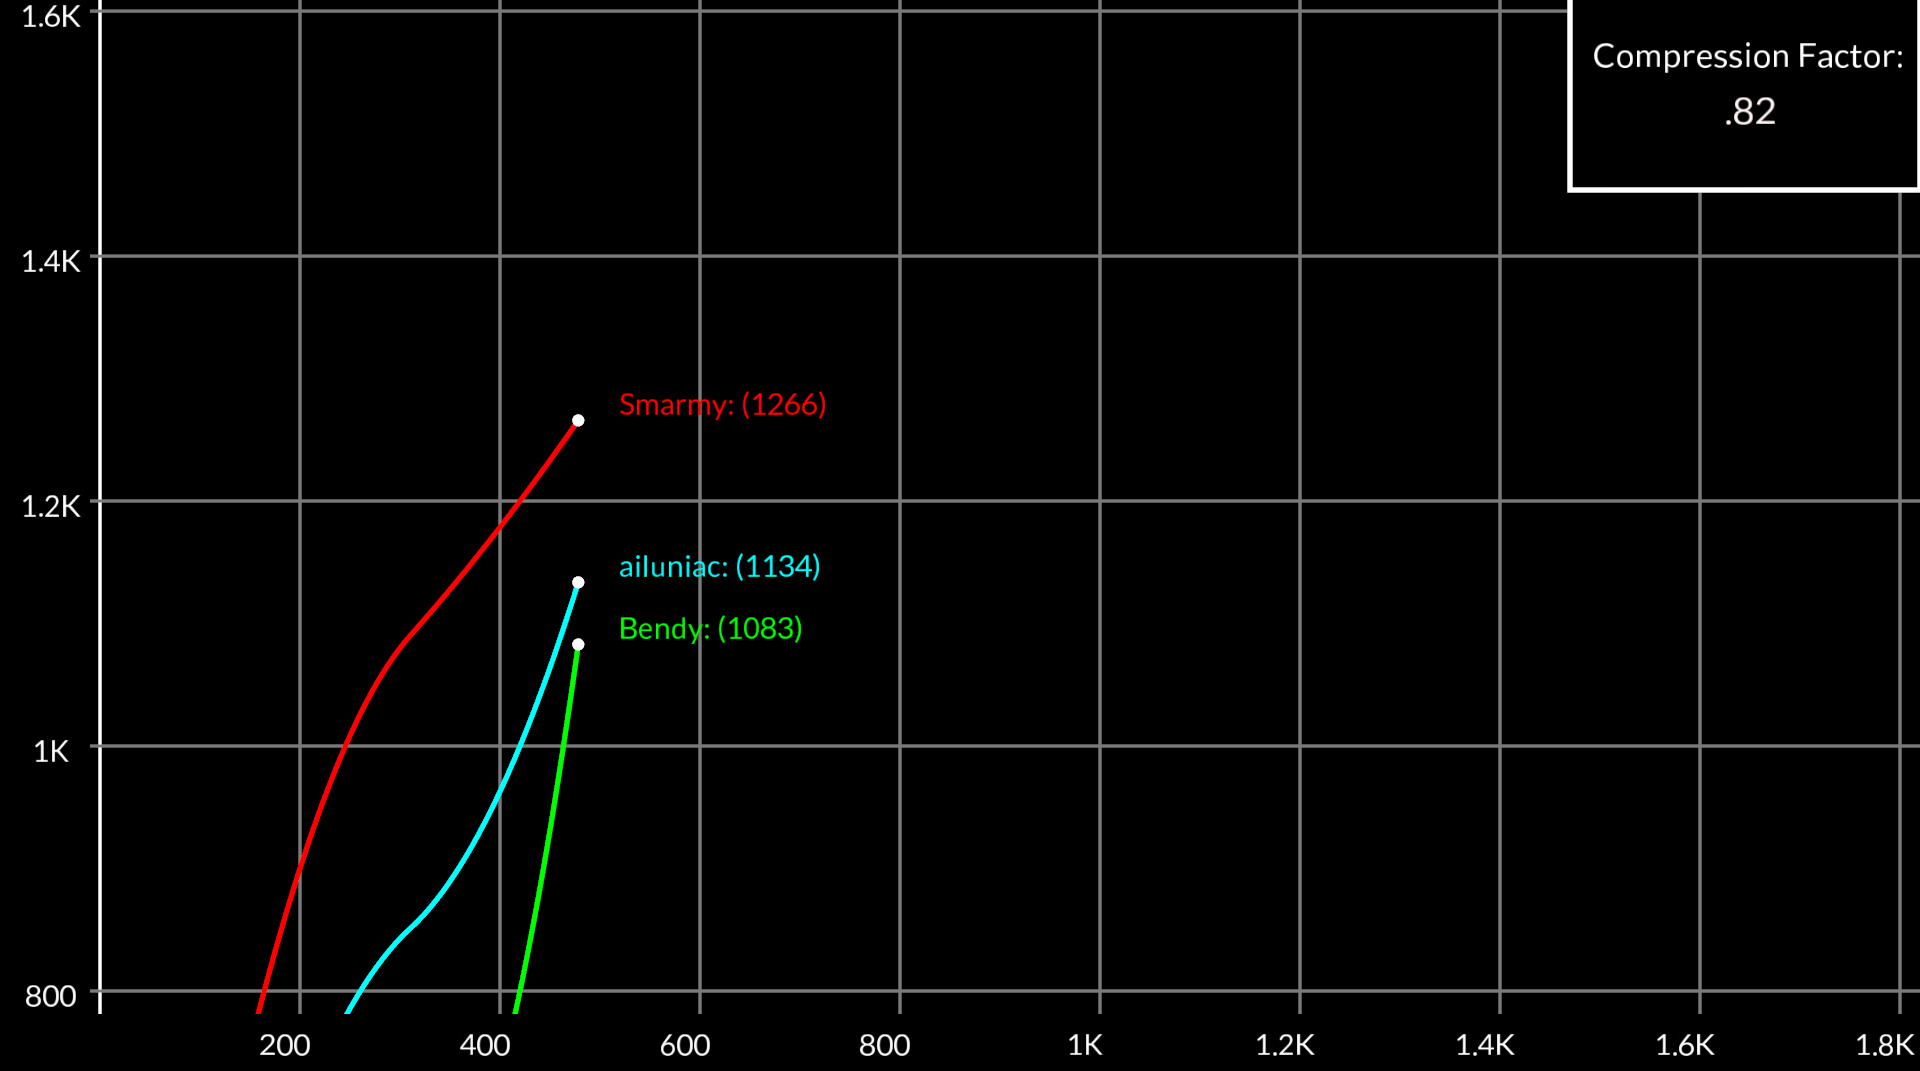 1.6K
Compression Factor:
.82
1.4K
Smarmy: (1266)
1.2K
ailuniac: (1134)
Bendy: (1083)
1K
800
200 400 600 800 1K 1.2K 1.4K 1.6K 1.8K